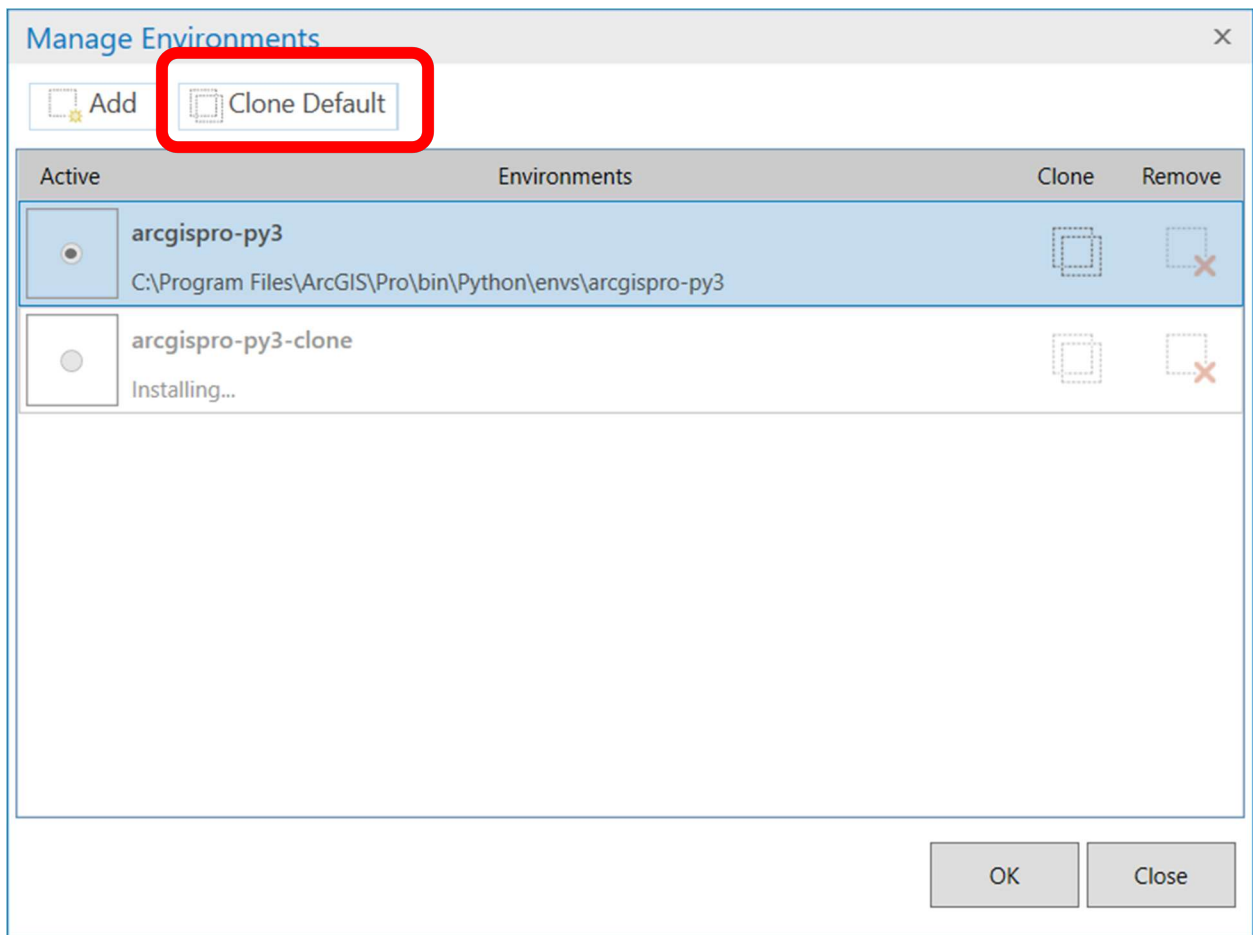 Manage Environments
Add
Clone Default
Active Environments Clone Remove
arcgispro-py3
C:\Program Files\ArcGIS\Pro\bin\Python\envs\arcgispro-py3
arcgispro-py3-clone
Installing...
OK Close